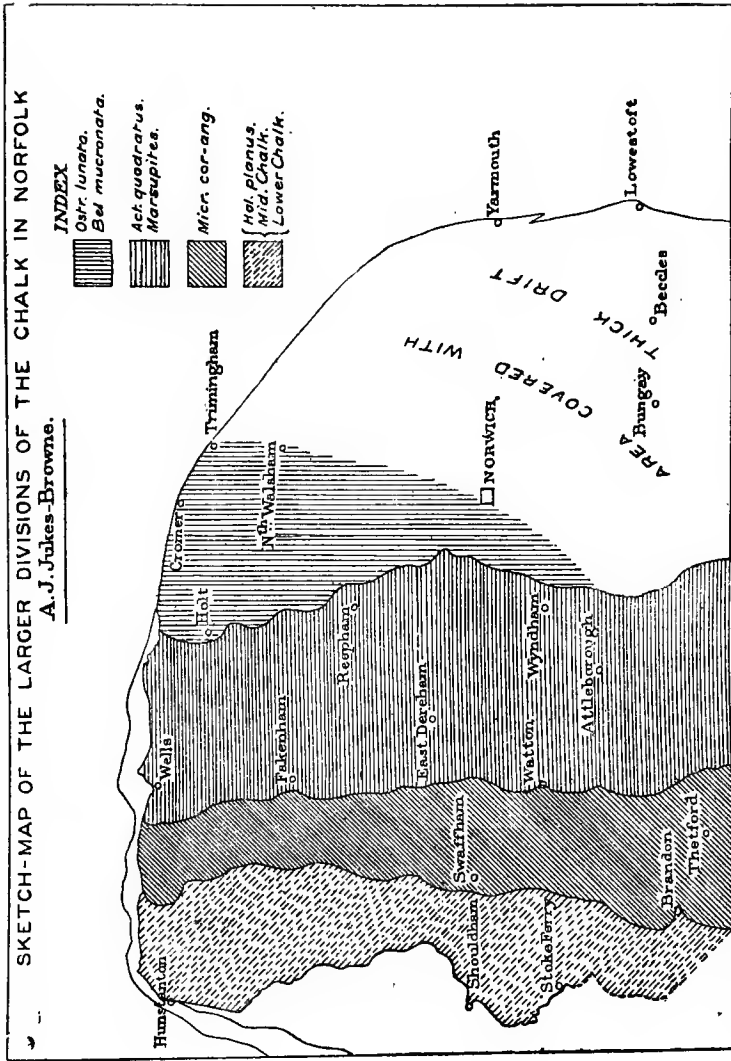 SKETCH-MAP OF THE LARGER DIVISIONS OF THE CHALK IN NORFOLK
A. J. Jukes-Browne.
INDEX
Ostr. lunata.
Bel mucronata.
Act. quadratus.
Marsupites.
Micr. cor-ang.
Hol. planus.
Mid. Chalk.
Lower Chalk.
Hunstanton
Wells
Holt
Cromer
Trimingham
Nth Walsham
Fakenham
Reepham
East Dereham
Swaffham
Shouldham
Stoke Ferry
Watton
Wyndham
Attleborough
NORWICH
Yarmouth
AREA COVERED WITH
THICK DRIFT
Bungay
Beccles
Lowestoft
Brandon
Thetford